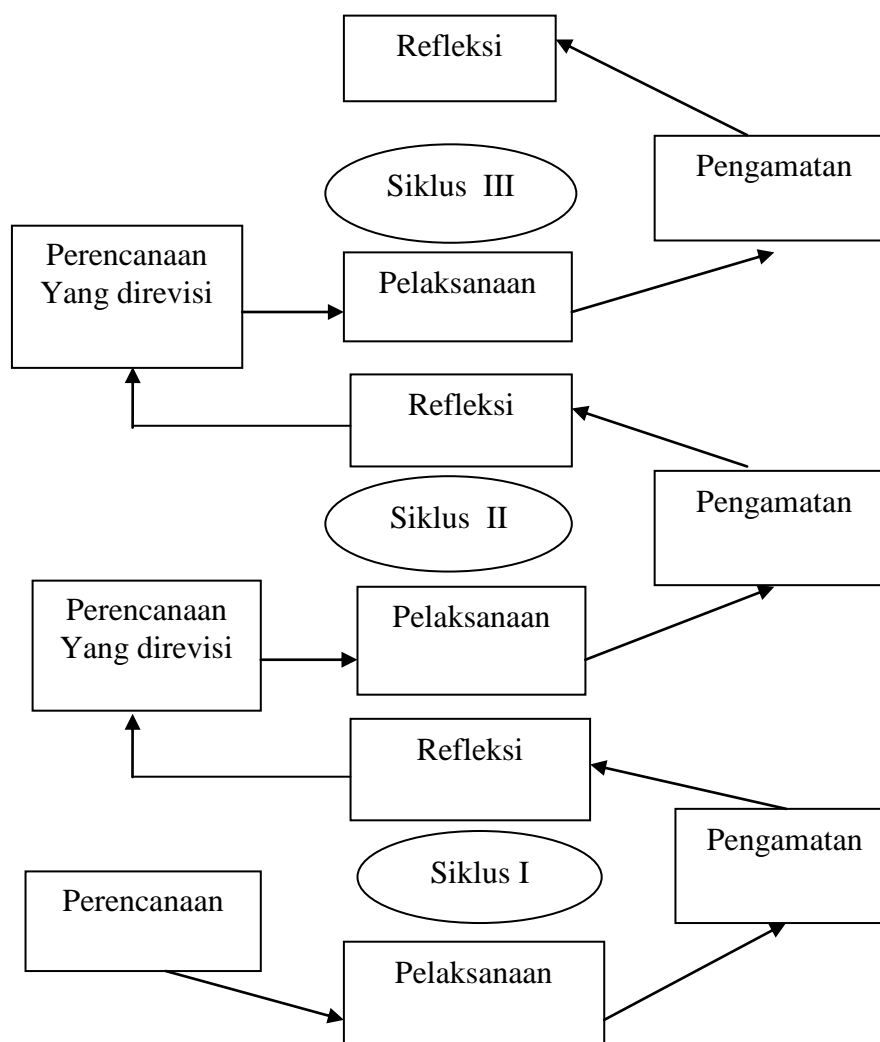 Refleksi
Pengamatan
Siklus III
Perencanaan
Yang direvisi
Pelaksanaan
Refleksi
Pengamatan
Siklus II
Perencanaan
Yang direvisi
Pelaksanaan
Refleksi
Pengamatan
Siklus I
Perencanaan
Pelaksanaan